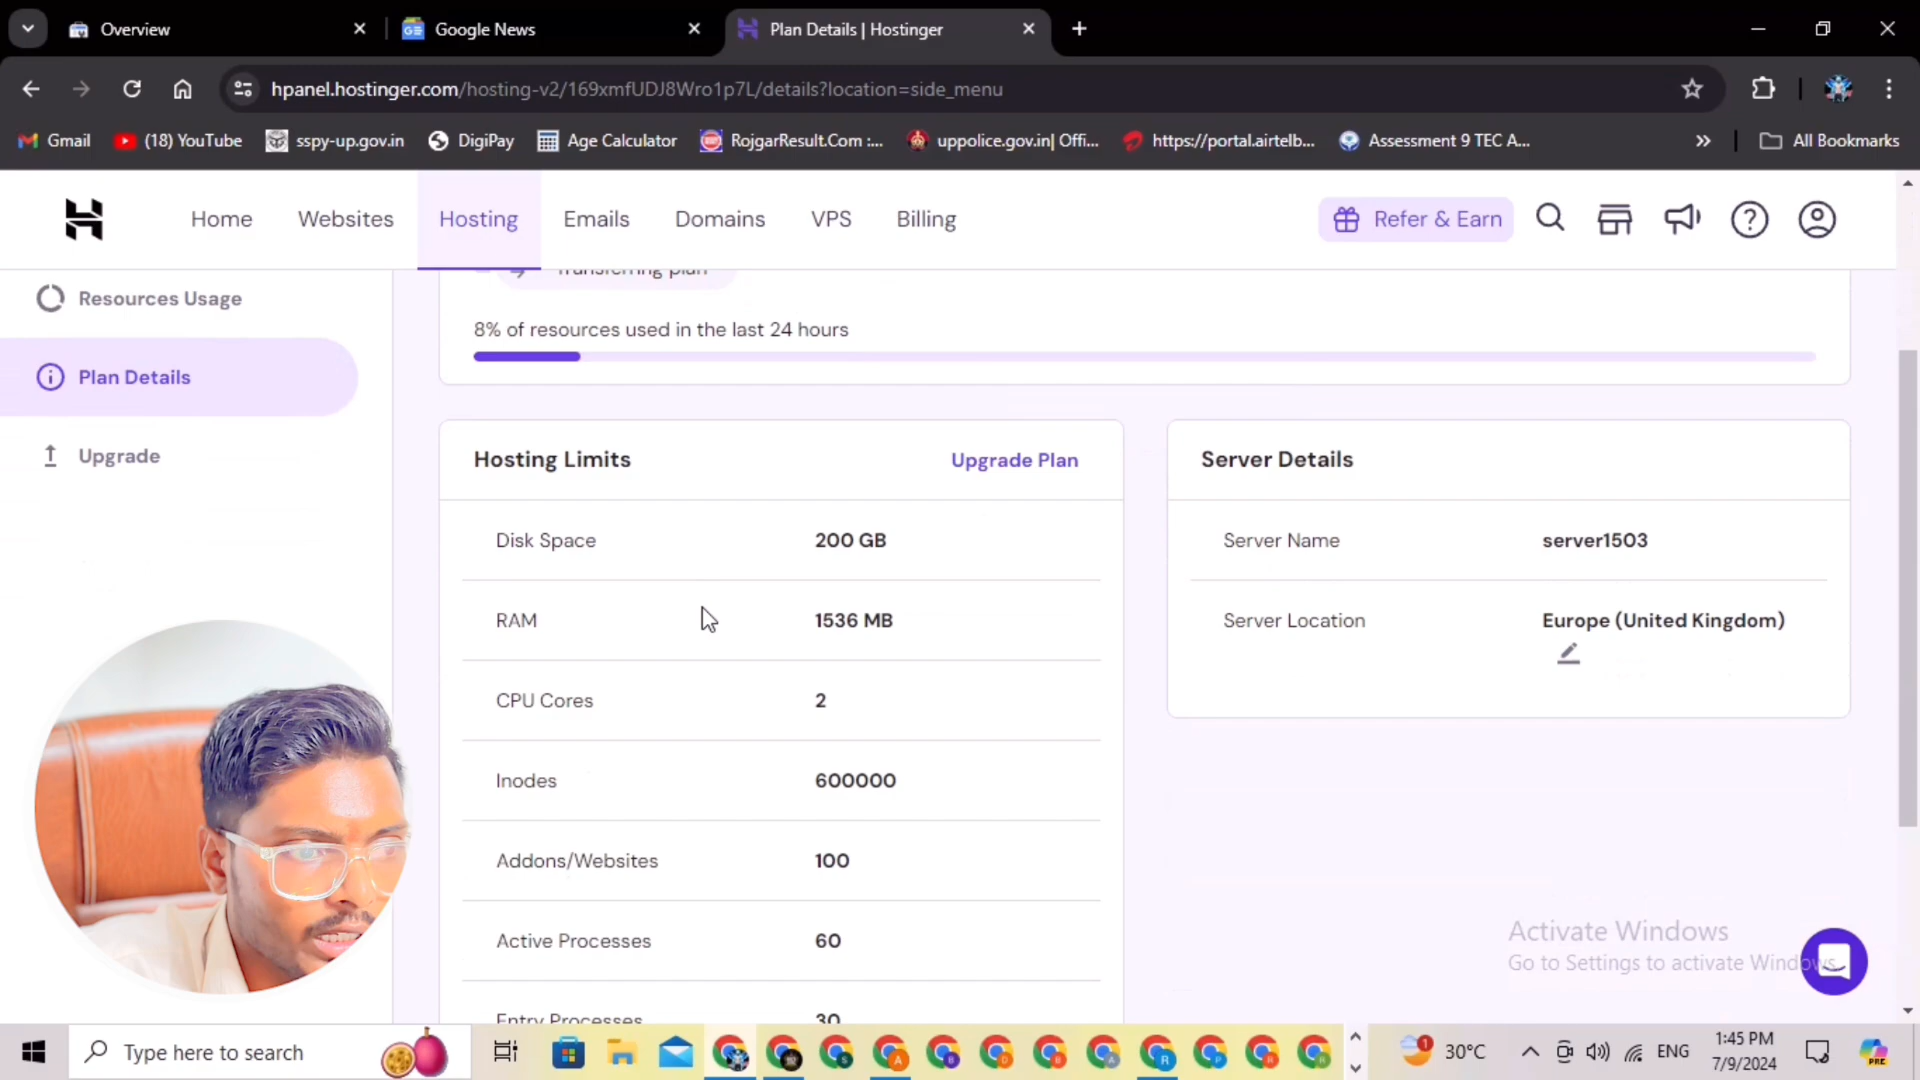 Overview
Google News
Plan Details | Hostinger
hpanel.hostinger.com/hosting-v2/169xmfUDJ8Wro1p7L/details?location=side_menu
Gmail
(18) YouTube
sspy-up.gov.in
DigiPay
Age Calculator
RojgarResult.Com :...
uppolice.gov.in| Offi...
https://portal.airtelb...
Assessment 9 TEC A...
All Bookmarks
Home
Websites
Hosting
Emails
Domains
VPS
Billing
Refer & Earn
Resources Usage
Plan Details
Upgrade
Transferring plan
8% of resources used in the last 24 hours
Hosting Limits
Upgrade Plan
Disk Space 200 GB
RAM 1536 MB
CPU Cores 2
Inodes 600000
Addons/Websites 100
Active Processes 60
Entry Processes 30
Server Details
Server Name server1503
Server Location Europe (United Kingdom)
Activate Windows
Go to Settings to activate Windows.
Type here to search
30°C
ENG
1:45 PM
7/9/2024